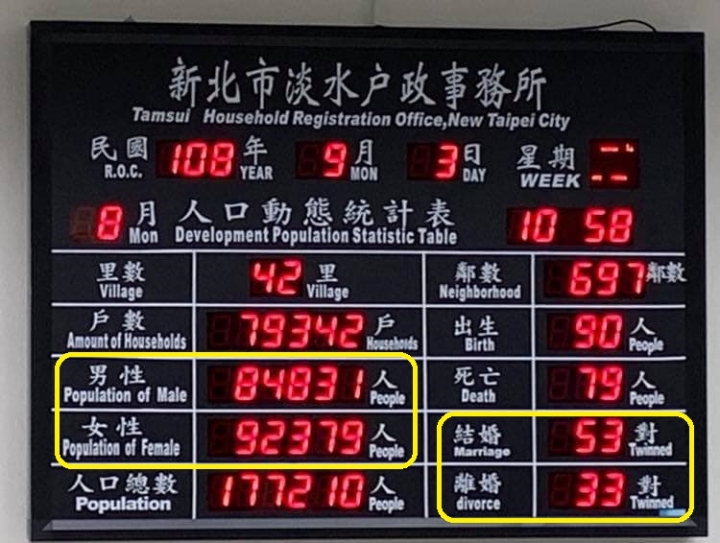 新北市淡水户政事務所
Tamsui Household Registration Office,New Taipei City
民國 108 年 9 月 3 日 星期 二
R.O.C. YEAR MON DAY WEEK
8 月 人口動態統計表 10 58
Mon Development Population Statistic Table
里數 42 里 鄰數 697 鄰數
Village Village Neighborhood
戶數 79342 戶 出生 90 人
Amount of Households Households Birth People
男性 84831 人 死亡 79 人
Population of Male People Death People
女性 92379 人 結婚 53 對
Population of Female People Marriage Twinned
人口總數 177210 人 離婚 33 對
Population People divorce Twinned